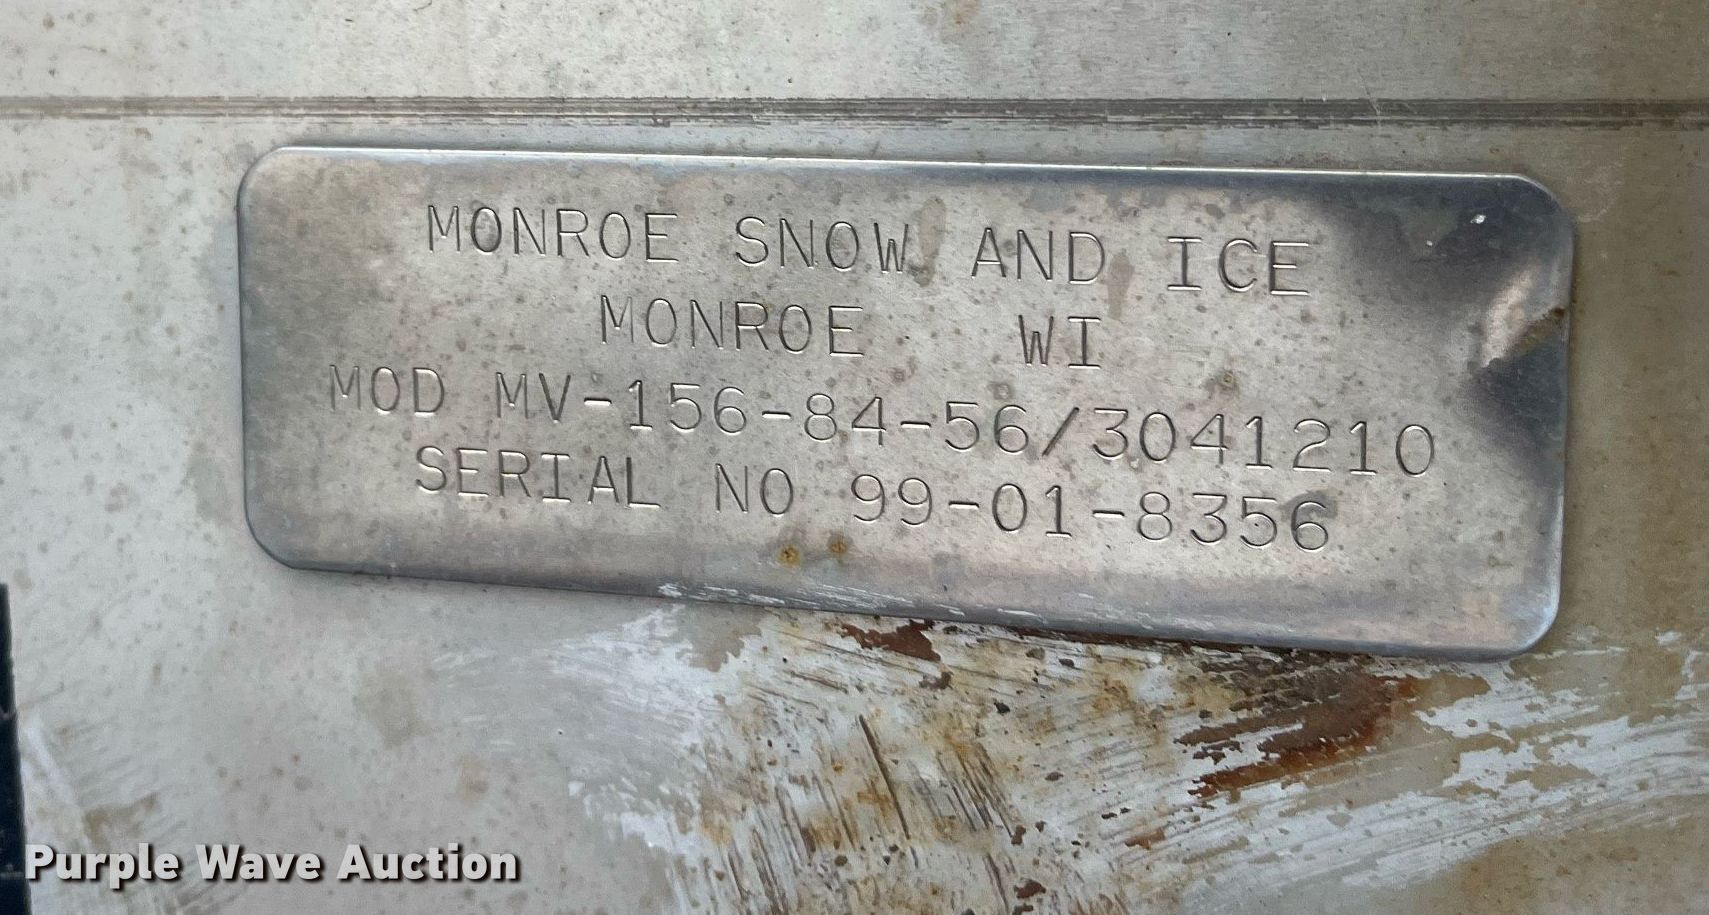 MONROE SNOW AND ICE
MONROE WI
MOD MV-156-84-56/3041210
SERIAL NO 99-01-8356
Purple Wave Auction